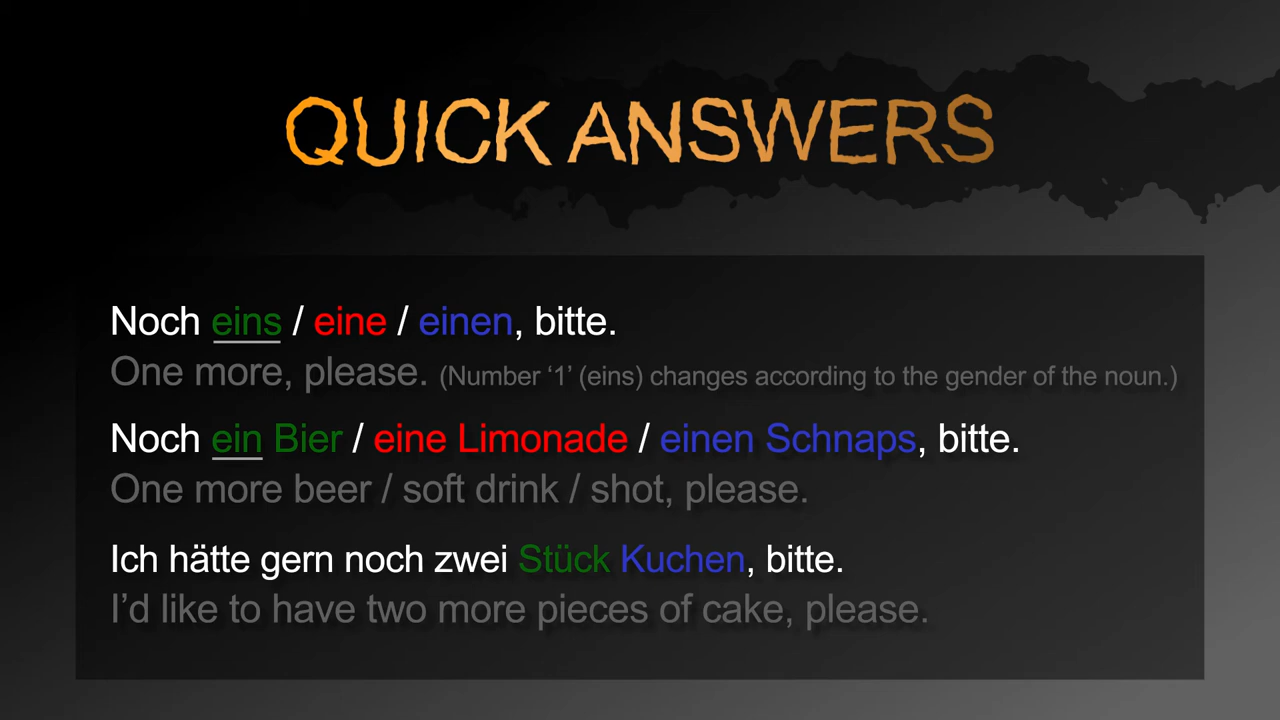 QUICK ANSWERS
Noch eins / eine / einen, bitte.
One more, please. (Number ‘1’ (eins) changes according to the gender of the noun.)
Noch ein Bier / eine Limonade / einen Schnaps, bitte.
One more beer / soft drink / shot, please.
Ich hätte gern noch zwei Stück Kuchen, bitte.
I’d like to have two more pieces of cake, please.